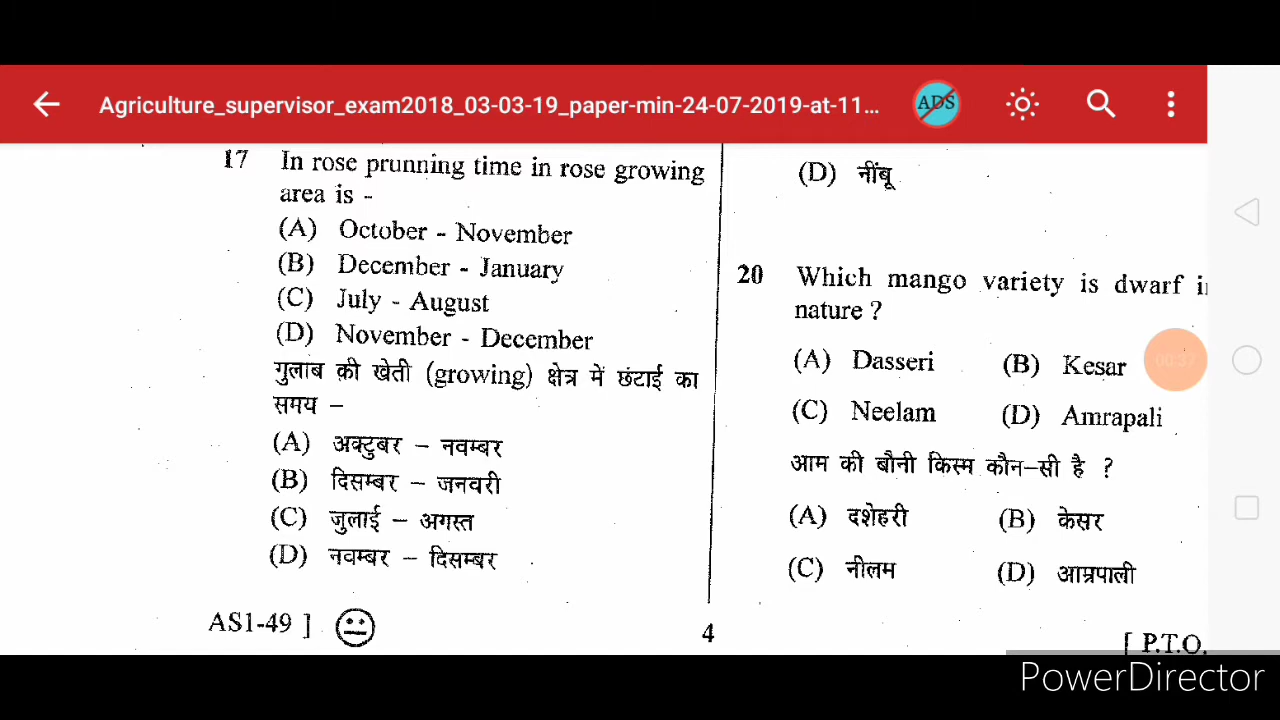 Agriculture_supervisor_exam2018_03-03-19_paper-min-24-07-2019-at-11...
ADS
17 In rose prunning time in rose growing
area is -
(A) October - November
(B) December - January
(C) July - August
(D) November - December
गुलाब की खेती (growing) क्षेत्र में छंटाई का
समय –
(A) अक्टुबर – नवम्बर
(B) दिसम्बर – जनवरी
(C) जुलाई – अगस्त
(D) नवम्बर – दिसम्बर
(D) नींबू
20 Which mango variety is dwarf in
nature ?
(A) Dasseri (B) Kesar
(C) Neelam (D) Amrapali
आम की बौनी किस्म कौन–सी है ?
(A) दशेहरी (B) केसर
(C) नीलम (D) आम्रपाली
AS1-49 ] 4 [ P.T.O.
PowerDirector